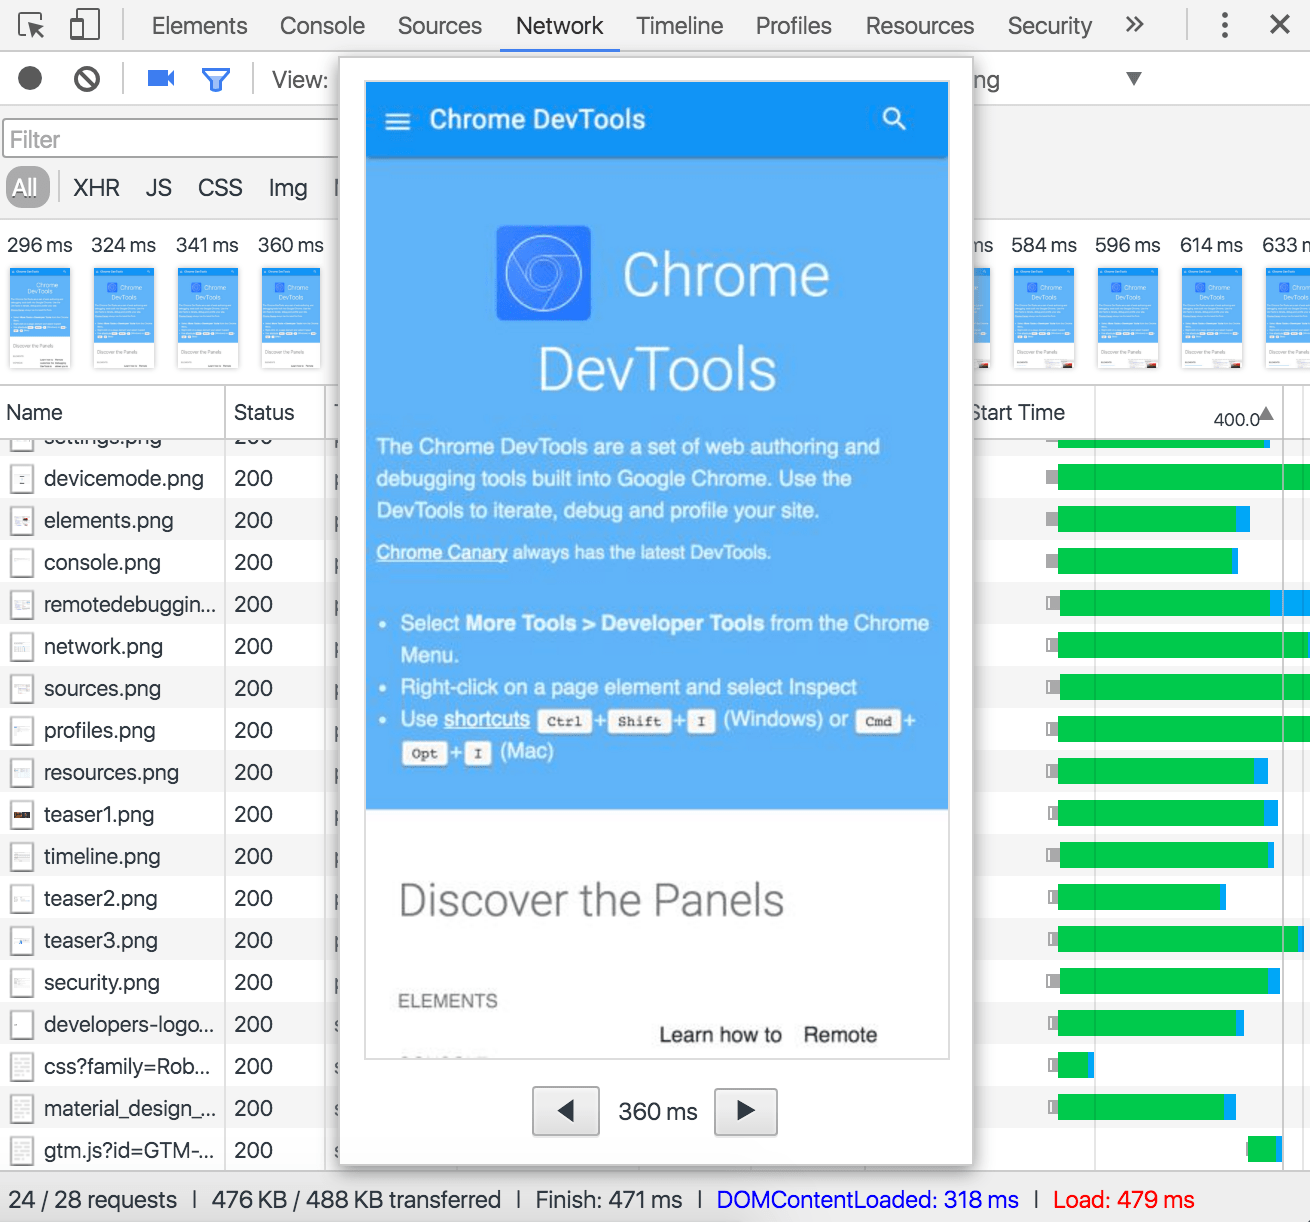 Elements Console Sources Network Timeline Profiles Resources Security »
View: ng
Filter
All XHR JS CSS Img
296 ms 324 ms 341 ms 360 ms ms 584 ms 596 ms 614 ms 633 m
Name Status Start Time 400.0
settings.png 200
devicemode.png 200
elements.png 200
console.png 200
remotedebuggin... 200
network.png 200
sources.png 200
profiles.png 200
resources.png 200
teaser1.png 200
timeline.png 200
teaser2.png 200
teaser3.png 200
security.png 200
developers-logo... 200
css?family=Rob... 200
material_design_... 200
gtm.js?id=GTM-... 200
Chrome DevTools
Chrome
DevTools
The Chrome DevTools are a set of web authoring and
debugging tools built into Google Chrome. Use the
DevTools to iterate, debug and profile your site.
Chrome Canary always has the latest DevTools.
• Select More Tools > Developer Tools from the Chrome
Menu.
• Right-click on a page element and select Inspect
• Use shortcuts Ctrl + Shift + I (Windows) or Cmd +
Opt + I (Mac)
Discover the Panels
ELEMENTS
Learn how to Remote
360 ms
24 / 28 requests | 476 KB / 488 KB transferred | Finish: 471 ms | DOMContentLoaded: 318 ms | Load: 479 ms